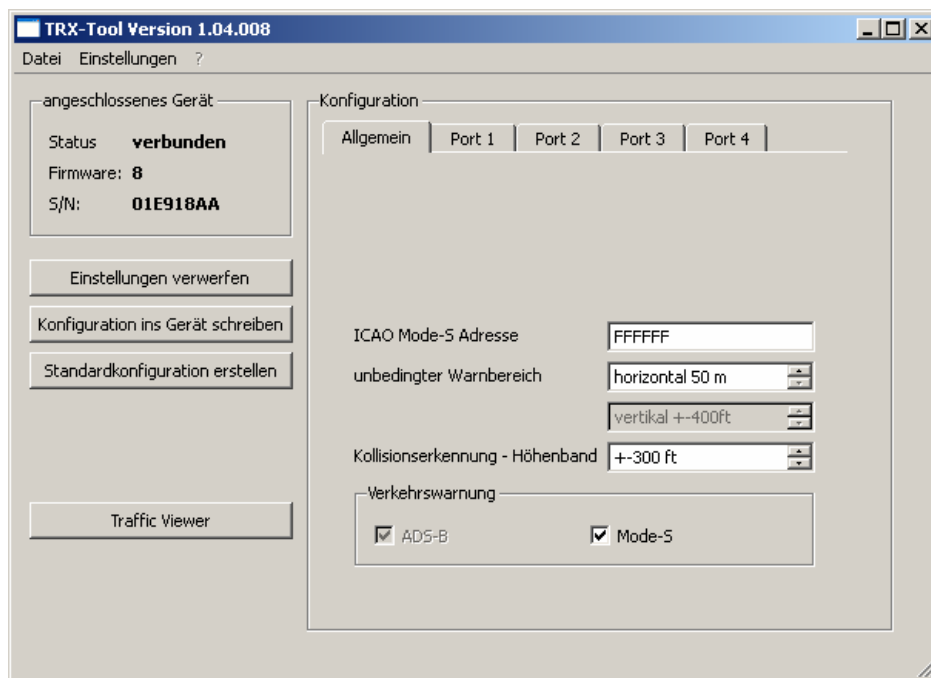 TRX-Tool Version 1.04.008
Datei Einstellungen ?
angeschlossenes Gerät
Status verbunden
Firmware: 8
S/N: 01E918AA
Einstellungen verwerfen
Konfiguration ins Gerät schreiben
Standardkonfiguration erstellen
Traffic Viewer
Konfiguration
Allgemein Port 1 Port 2 Port 3 Port 4
ICAO Mode-S Adresse FFFFFF
unbedingter Warnbereich horizontal 50 m
vertikal +-400ft
Kollisionserkennung - Höhenband +-300 ft
Verkehrswarnung
ADS-B Mode-S